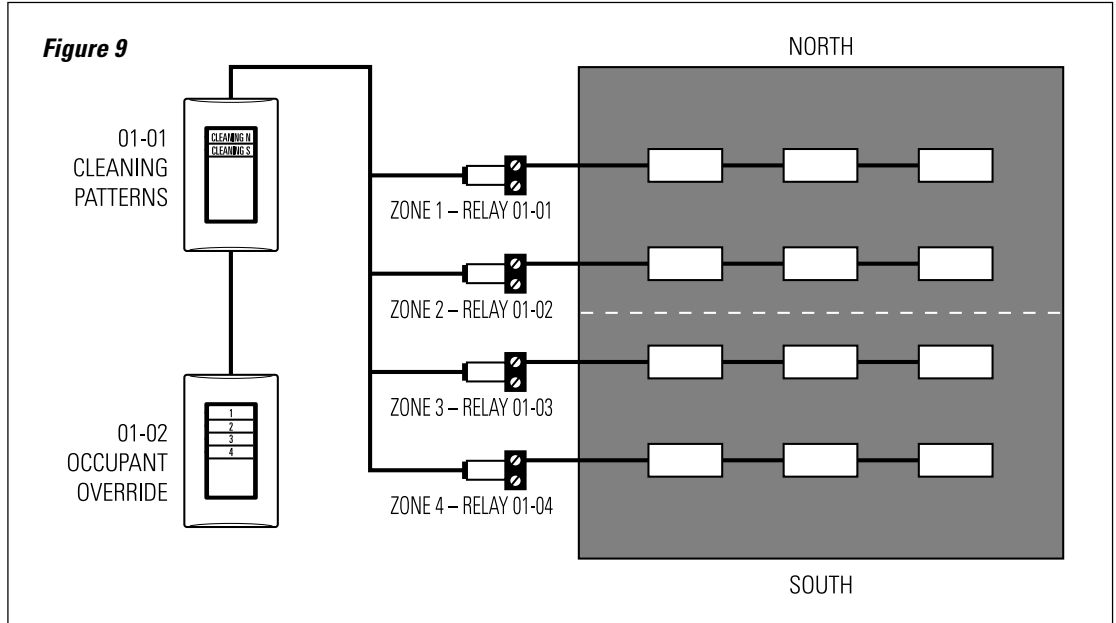 Figure 9
NORTH
01-01
CLEANING
PATTERNS
CLEANING N
CLEANING S
ZONE 1 – RELAY 01-01
ZONE 2 – RELAY 01-02
01-02
OCCUPANT
OVERRIDE
1
2
3
4
ZONE 3 – RELAY 01-03
ZONE 4 – RELAY 01-04
SOUTH